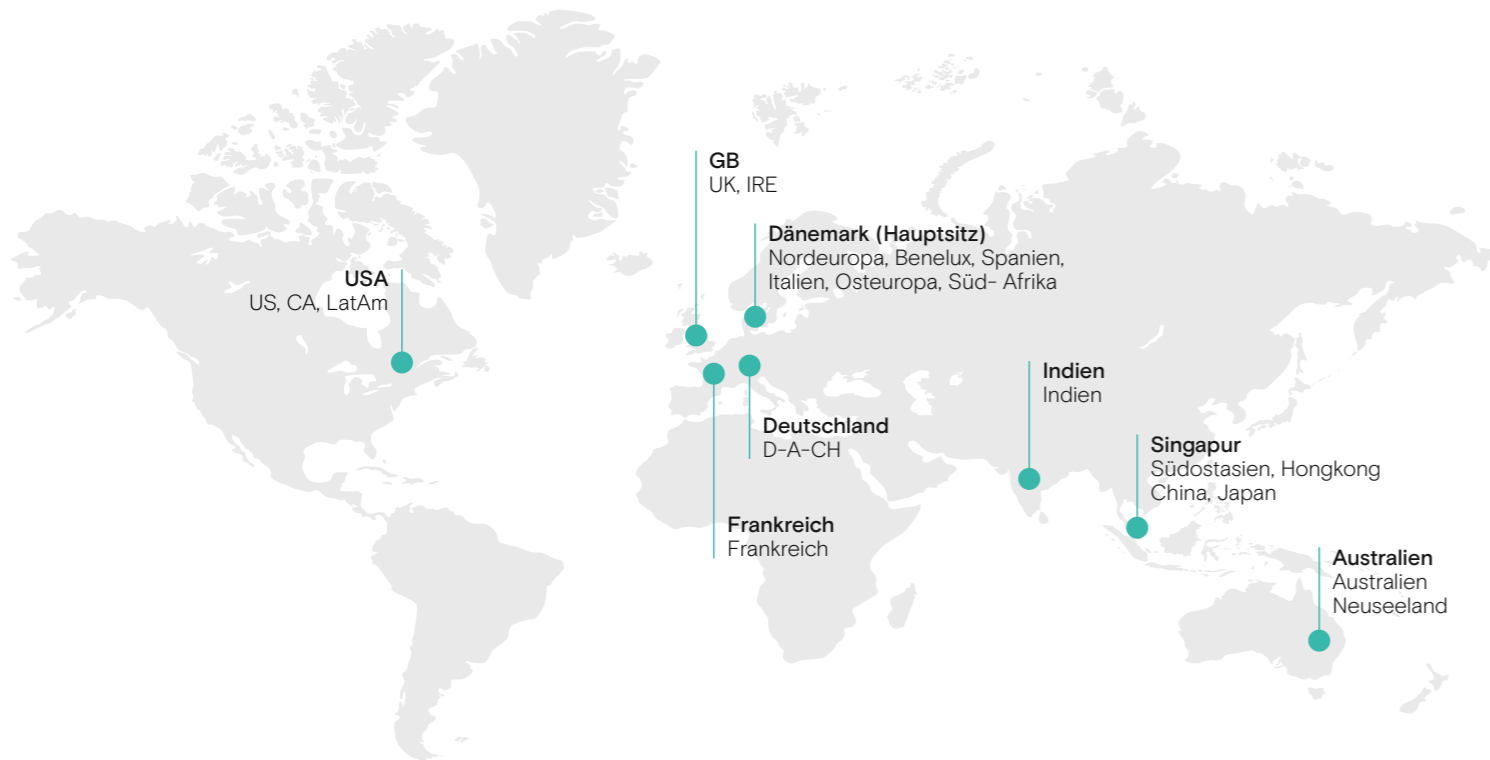 GB
UK, IRE
Dänemark (Hauptsitz)
Nordeuropa, Benelux, Spanien,
Italien, Osteuropa, Süd- Afrika
USA
US, CA, LatAm
Indien
Indien
Deutschland
D-A-CH
Singapur
Südostasien, Hongkong
China, Japan
Frankreich
Frankreich
Australien
Australien
Neuseeland